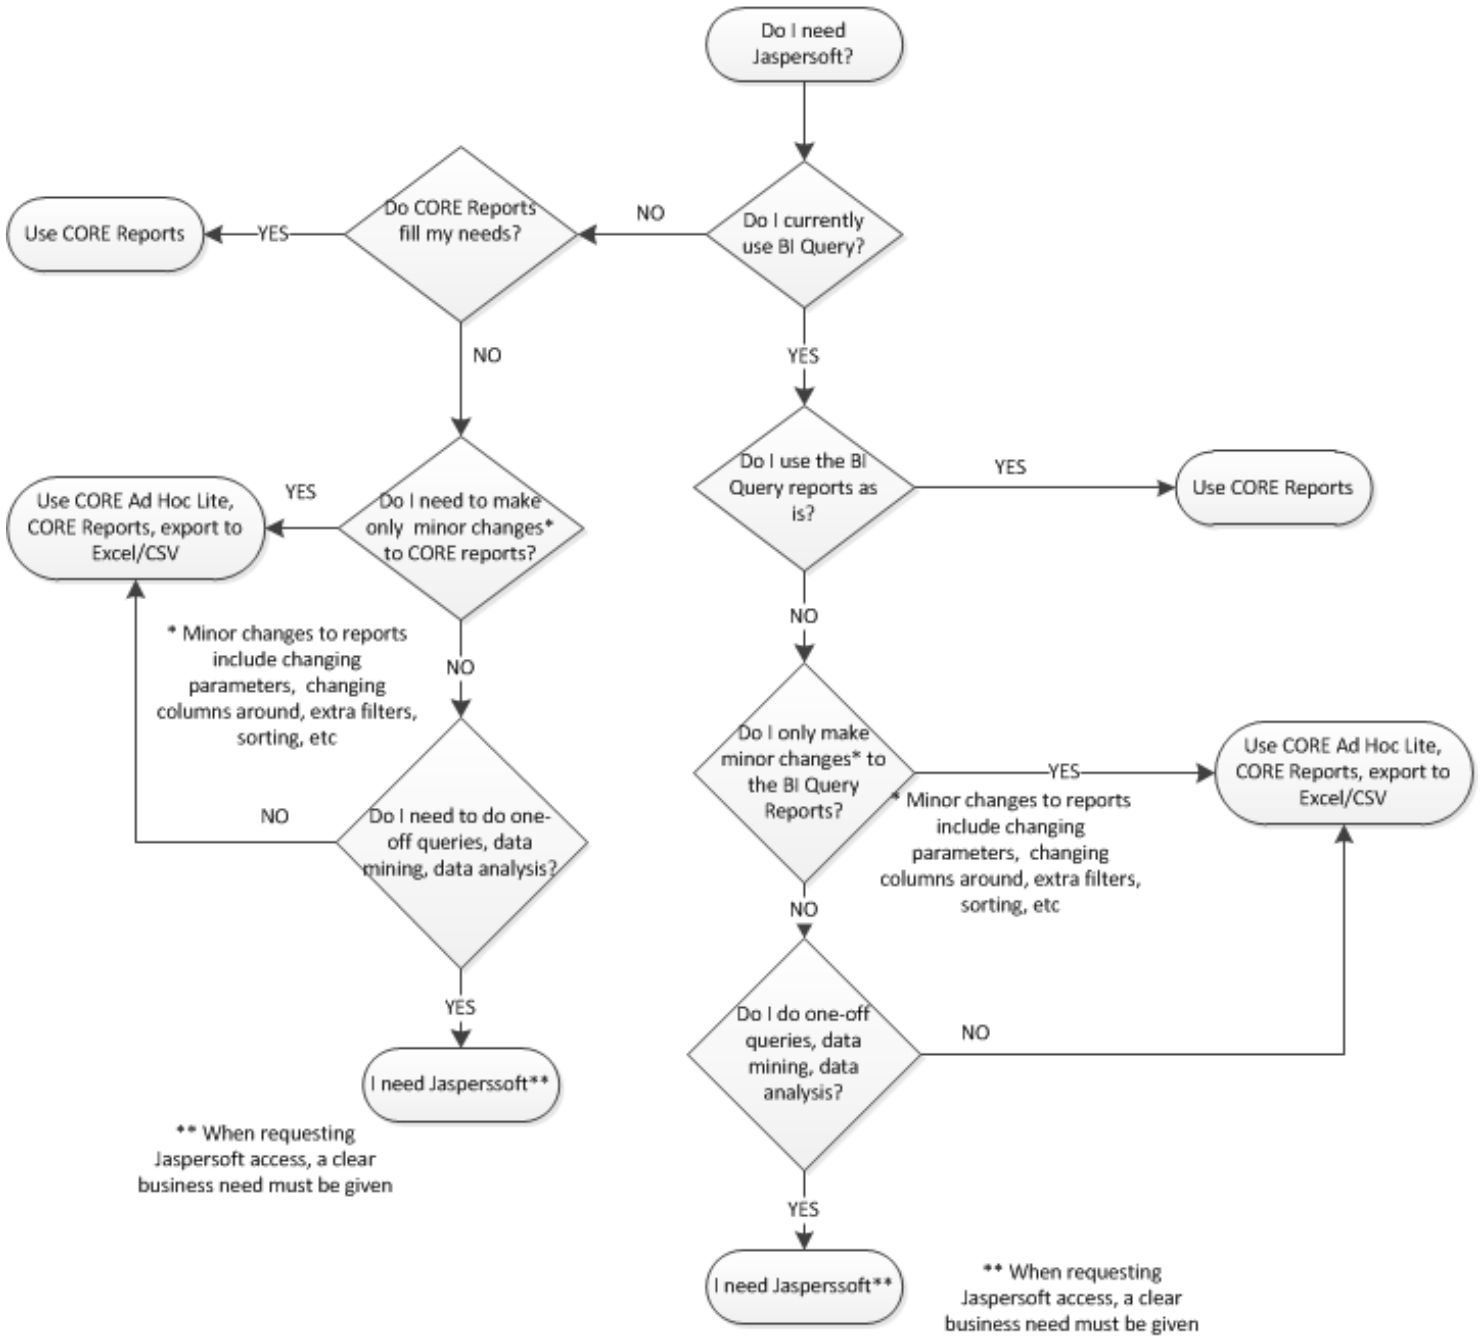 Do I need
Jaspersoft?
Do I currently
use BI Query?
NO
Do CORE Reports
fill my needs?
YES
Use CORE Reports
NO
Do I need to make
only minor changes*
to CORE reports?
YES
Use CORE Ad Hoc Lite,
CORE Reports, export to
Excel/CSV
* Minor changes to reports
include changing
parameters, changing
columns around, extra filters,
sorting, etc
NO
Do I need to do one-
off queries, data
mining, data analysis?
NO
YES
I need Jasperssoft**
** When requesting
Jaspersoft access, a clear
business need must be given
YES
Do I use the BI
Query reports as
is?
YES
Use CORE Reports
NO
Do I only make
minor changes* to
the BI Query
Reports?
YES
Use CORE Ad Hoc Lite,
CORE Reports, export to
Excel/CSV
* Minor changes to reports
include changing
parameters, changing
columns around, extra filters,
sorting, etc
NO
Do I do one-off
queries, data
mining, data
analysis?
NO
YES
I need Jasperssoft**
** When requesting
Jaspersoft access, a clear
business need must be given